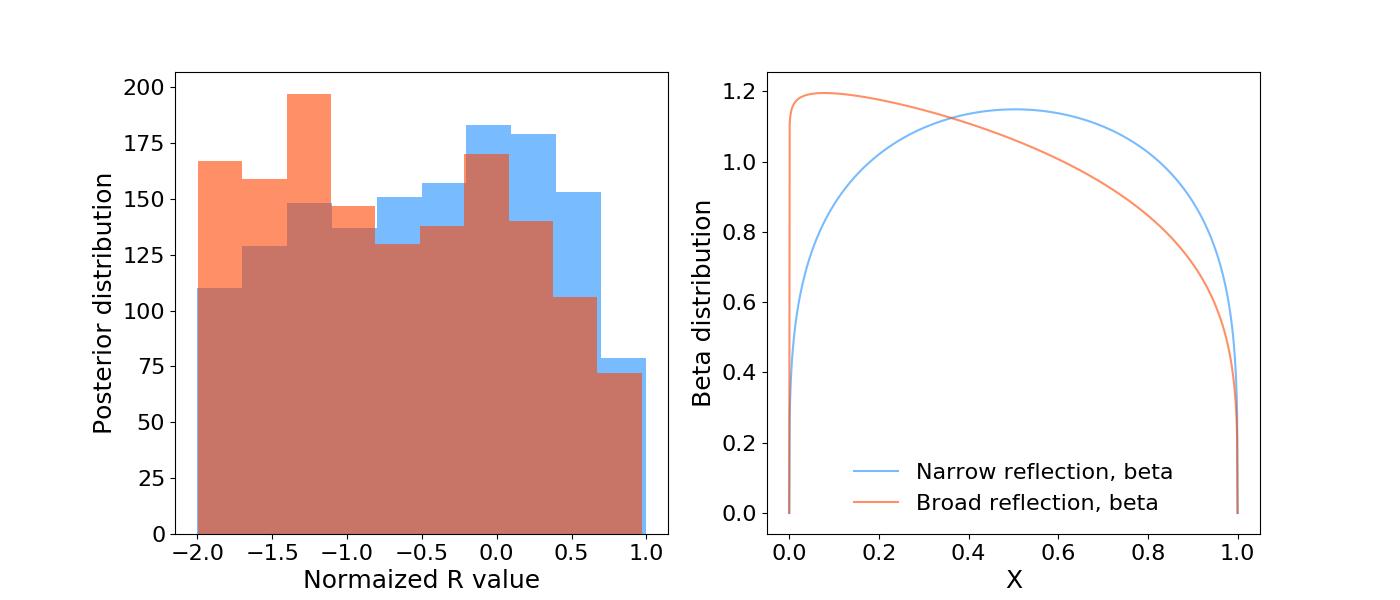 Posterior distribution
200
175
150
125
100
75
50
25
0
−2.0 −1.5 −1.0 −0.5 0.0 0.5 1.0
Normaized R value
Beta distribution
1.2
1.0
0.8
0.6
0.4
0.2
0.0
Narrow reflection, beta
Broad reflection, beta
0.0 0.2 0.4 0.6 0.8 1.0
X